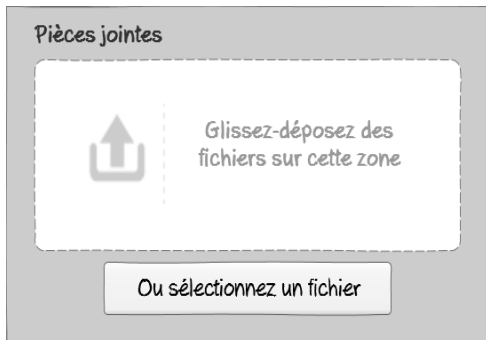 Pièces jointes
Glissez-déposez des
fichiers sur cette zone
Ou sélectionnez un fichier